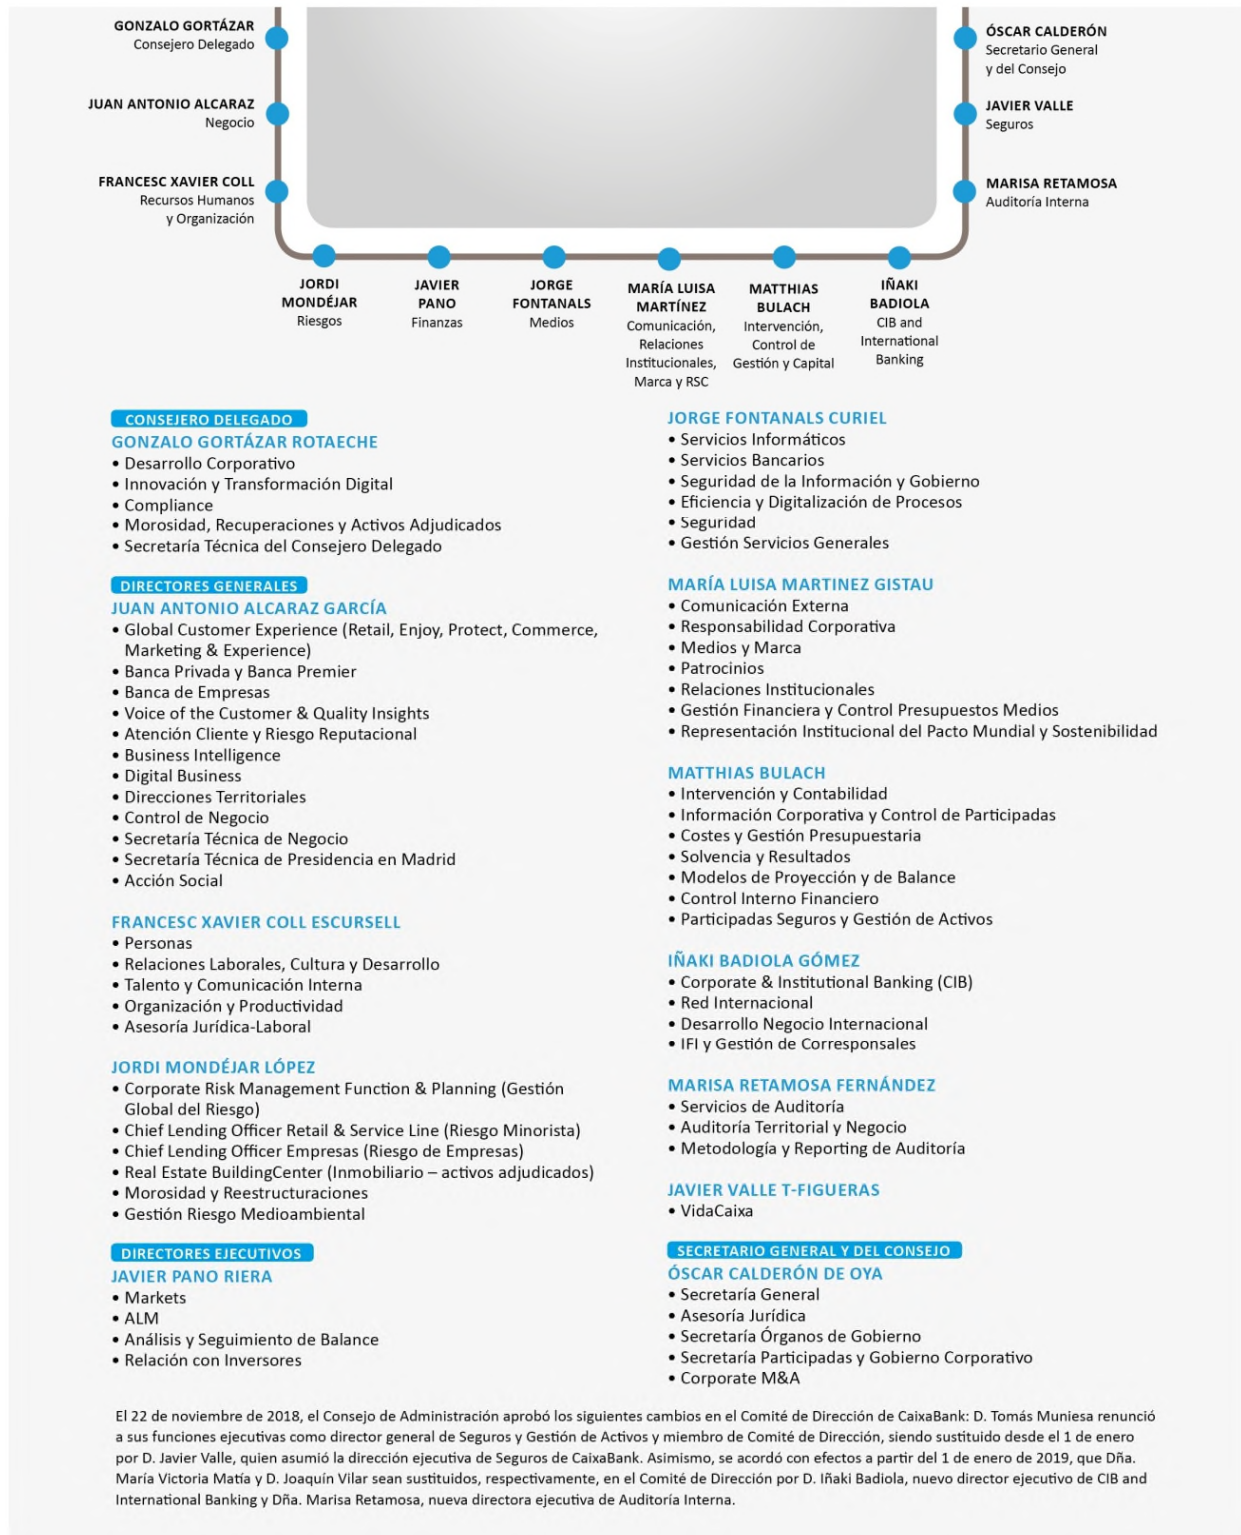 GONZALO GORTÁZAR
Consejero Delegado
JUAN ANTONIO ALCARAZ
Negocio
FRANCESC XAVIER COLL
Recursos Humanos
y Organización
ÓSCAR CALDERÓN
Secretario General
y del Consejo
JAVIER VALLE
Seguros
MARISA RETAMOSA
Auditoría Interna
JORDI
MONDÉJAR
Riesgos
JAVIER
PANO
Finanzas
JORGE
FONTANALS
Medios
MARÍA LUISA
MARTÍNEZ
Comunicación,
Relaciones
Institucionales,
Marca y RSC
MATTHIAS
BULACH
Intervención,
Control de
Gestión y Capital
IÑAKI
BADIOLA
CIB and
International
Banking
CONSEJERO DELEGADO
GONZALO GORTÁZAR ROTAECHE
• Desarrollo Corporativo
• Innovación y Transformación Digital
• Compliance
• Morosidad, Recuperaciones y Activos Adjudicados
• Secretaría Técnica del Consejero Delegado
DIRECTORES GENERALES
JUAN ANTONIO ALCARAZ GARCÍA
• Global Customer Experience (Retail, Enjoy, Protect, Commerce,
Marketing & Experience)
• Banca Privada y Banca Premier
• Banca de Empresas
• Voice of the Customer & Quality Insights
• Atención Cliente y Riesgo Reputacional
• Business Intelligence
• Digital Business
• Direcciones Territoriales
• Control de Negocio
• Secretaría Técnica de Negocio
• Secretaría Técnica de Presidencia en Madrid
• Acción Social
FRANCESC XAVIER COLL ESCURSELL
• Personas
• Relaciones Laborales, Cultura y Desarrollo
• Talento y Comunicación Interna
• Organización y Productividad
• Asesoría Jurídica-Laboral
JORDI MONDÉJAR LÓPEZ
• Corporate Risk Management Function & Planning (Gestión
Global del Riesgo)
• Chief Lending Officer Retail & Service Line (Riesgo Minorista)
• Chief Lending Officer Empresas (Riesgo de Empresas)
• Real Estate BuildingCenter (Inmobiliario – activos adjudicados)
• Morosidad y Reestructuraciones
• Gestión Riesgo Medioambiental
DIRECTORES EJECUTIVOS
JAVIER PANO RIERA
• Markets
• ALM
• Análisis y Seguimiento de Balance
• Relación con Inversores
JORGE FONTANALS CURIEL
• Servicios Informáticos
• Servicios Bancarios
• Seguridad de la Información y Gobierno
• Eficiencia y Digitalización de Procesos
• Seguridad
• Gestión Servicios Generales
MARÍA LUISA MARTINEZ GISTAU
• Comunicación Externa
• Responsabilidad Corporativa
• Medios y Marca
• Patrocinios
• Relaciones Institucionales
• Gestión Financiera y Control Presupuestos Medios
• Representación Institucional del Pacto Mundial y Sostenibilidad
MATTHIAS BULACH
• Intervención y Contabilidad
• Información Corporativa y Control de Participadas
• Costes y Gestión Presupuestaria
• Solvencia y Resultados
• Modelos de Proyección y de Balance
• Control Interno Financiero
• Participadas Seguros y Gestión de Activos
IÑAKI BADIOLA GÓMEZ
• Corporate & Institutional Banking (CIB)
• Red Internacional
• Desarrollo Negocio Internacional
• IFI y Gestión de Corresponsales
MARISA RETAMOSA FERNÁNDEZ
• Servicios de Auditoría
• Auditoría Territorial y Negocio
• Metodología y Reporting de Auditoría
JAVIER VALLE T-FIGUERAS
• VidaCaixa
SECRETARIO GENERAL Y DEL CONSEJO
ÓSCAR CALDERÓN DE OYA
• Secretaría General
• Asesoría Jurídica
• Secretaría Órganos de Gobierno
• Secretaría Participadas y Gobierno Corporativo
• Corporate M&A
El 22 de noviembre de 2018, el Consejo de Administración aprobó los siguientes cambios en el Comité de Dirección de CaixaBank: D. Tomás Muniesa renunció
a sus funciones ejecutivas como director general de Seguros y Gestión de Activos y miembro de Comité de Dirección, siendo sustituido desde el 1 de enero
por D. Javier Valle, quien asumió la dirección ejecutiva de Seguros de CaixaBank. Asimismo, se acordó con efectos a partir del 1 de enero de 2019, que Dña.
María Victoria Matía y D. Joaquín Vilar sean sustituidos, respectivamente, en el Comité de Dirección por D. Iñaki Badiola, nuevo director ejecutivo de CIB and
International Banking y Dña. Marisa Retamosa, nueva directora ejecutiva de Auditoría Interna.